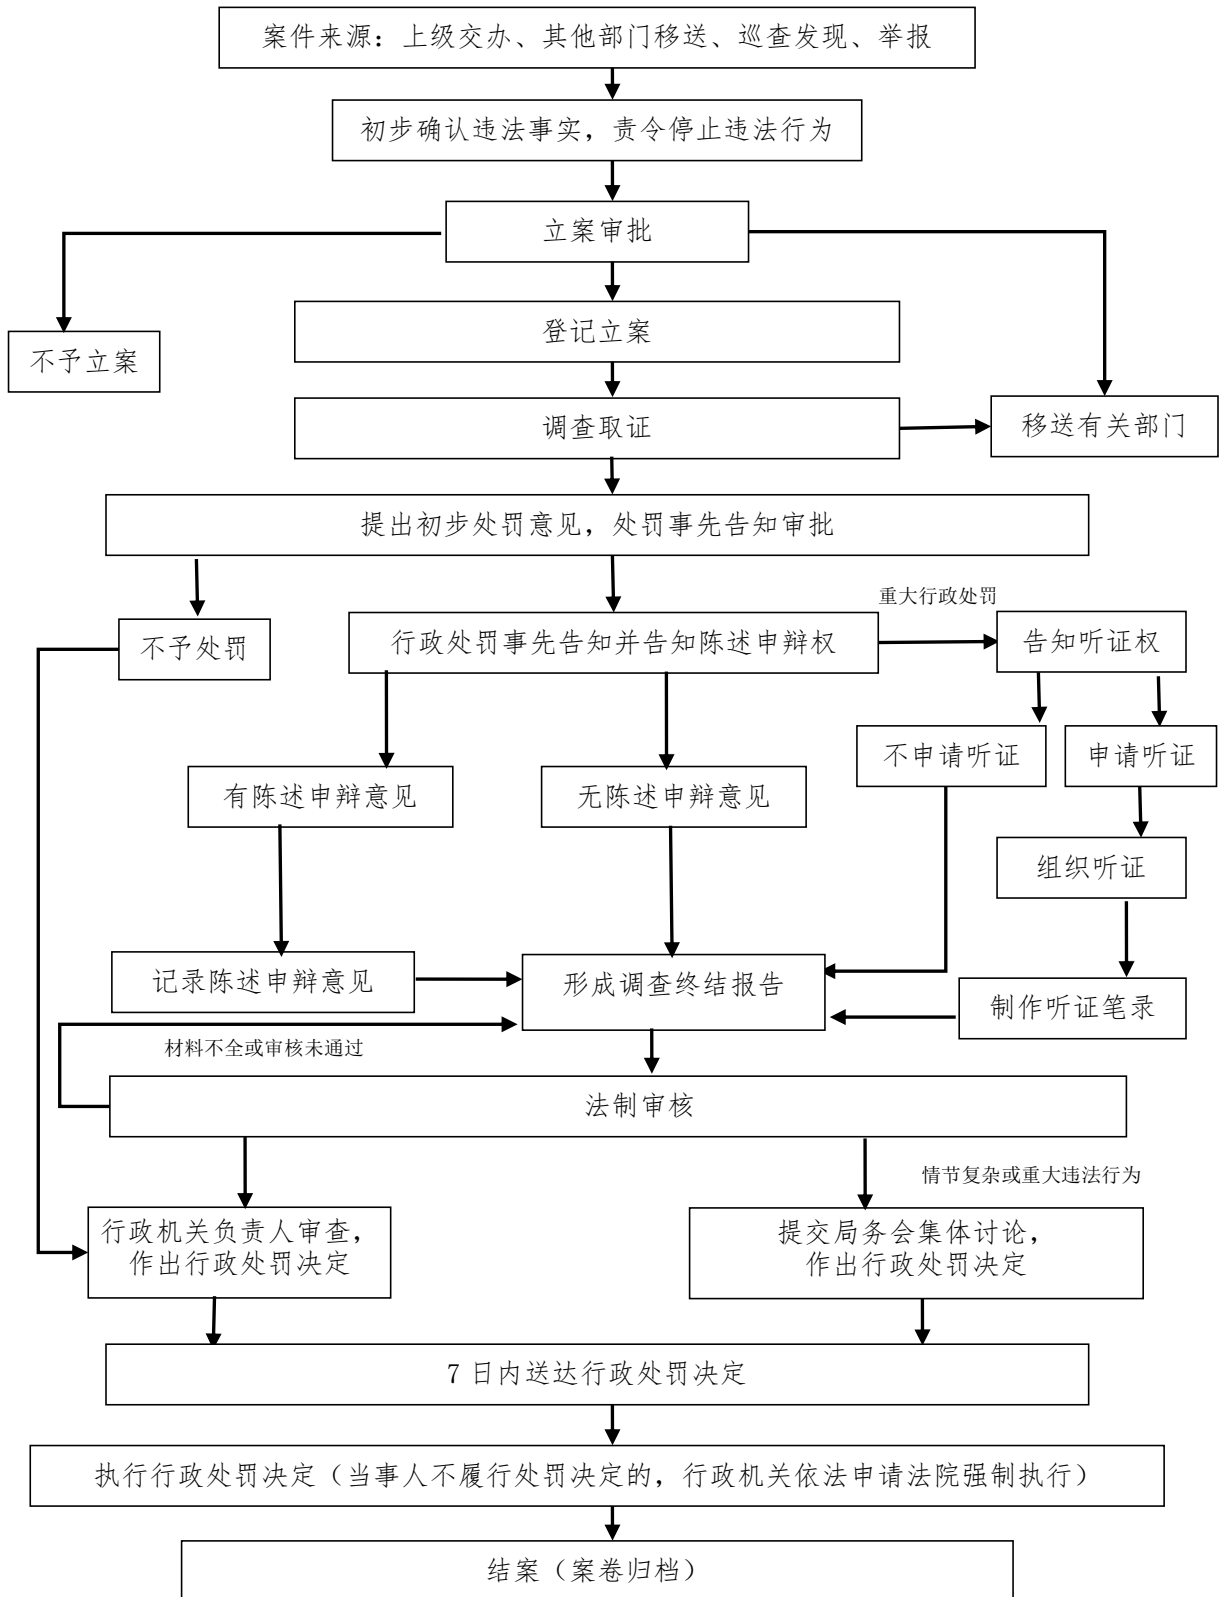 案件来源：上级交办、其他部门移送、巡查发现、举报
初步确认违法事实，责令停止违法行为
立案审批
登记立案
不予立案
调查取证
移送有关部门
提出初步处罚意见，处罚事先告知审批
重大行政处罚
不予处罚
行政处罚事先告知并告知陈述申辩权
告知听证权
不申请听证
申请听证
有陈述申辩意见
无陈述申辩意见
组织听证
记录陈述申辩意见
形成调查终结报告
制作听证笔录
材料不全或审核未通过
法制审核
情节复杂或重大违法行为
行政机关负责人审查，
作出行政处罚决定
提交局务会集体讨论，
作出行政处罚决定
7 日内送达行政处罚决定
执行行政处罚决定（当事人不履行处罚决定的，行政机关依法申请法院强制执行）
结案（案卷归档）